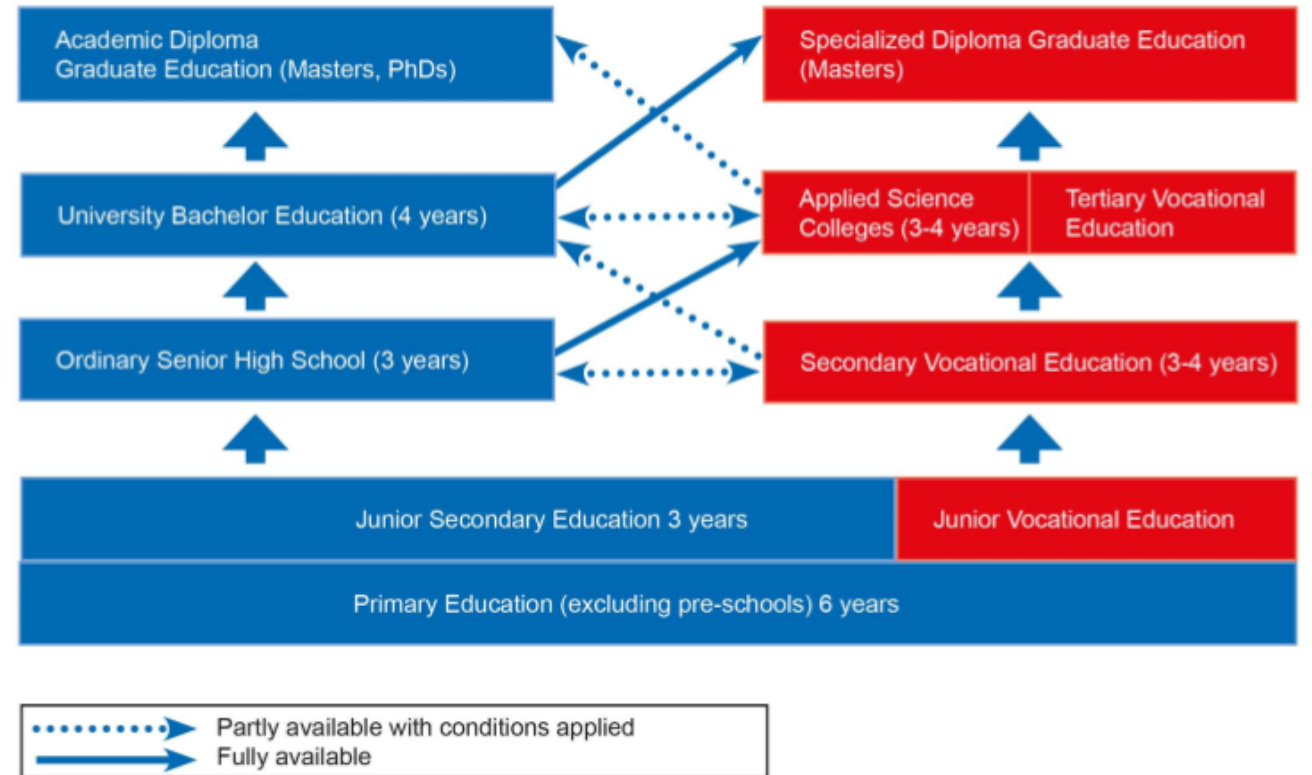 Academic Diploma
Graduate Education (Masters, PhDs)
Specialized Diploma Graduate Education
(Masters)
University Bachelor Education (4 years)
Applied Science
Colleges (3-4 years)
Tertiary Vocational
Education
Ordinary Senior High School (3 years)
Secondary Vocational Education (3-4 years)
Junior Secondary Education 3 years
Junior Vocational Education
Primary Education (excluding pre-schools) 6 years
Partly available with conditions applied
Fully available